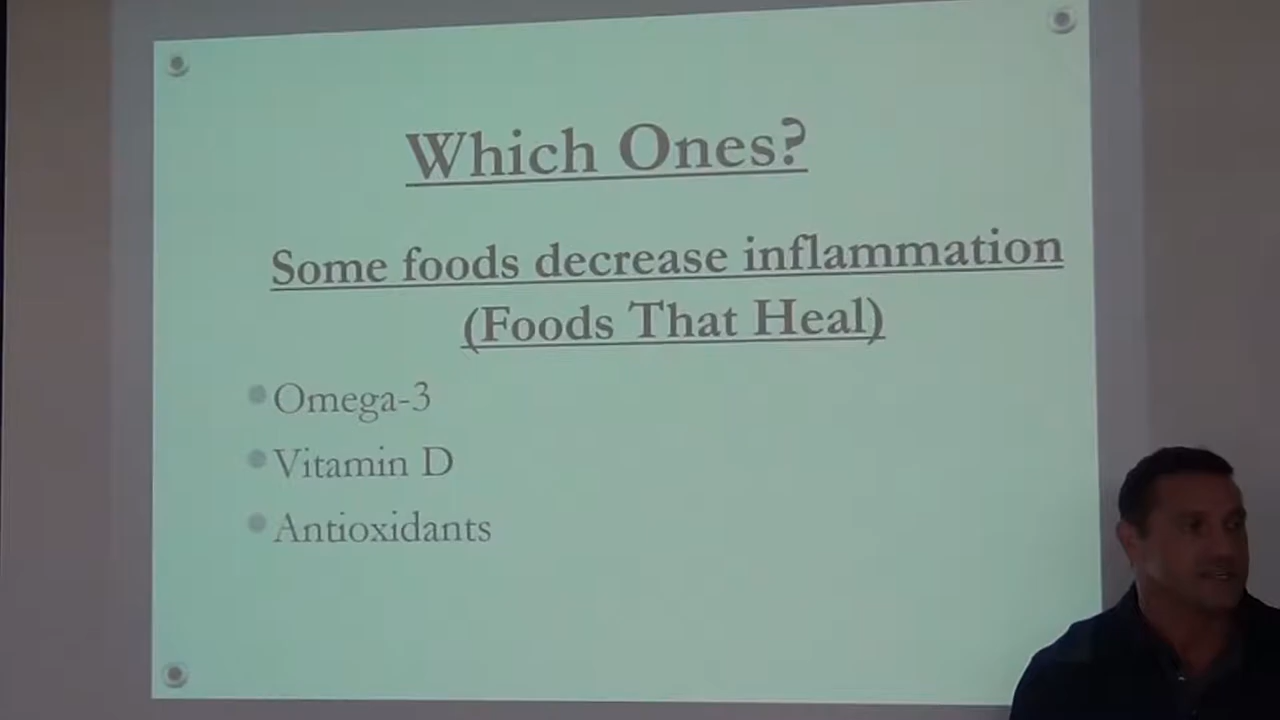 Which Ones?
Some foods decrease inflammation
(Foods That Heal)
Omega-3
Vitamin D
Antioxidants